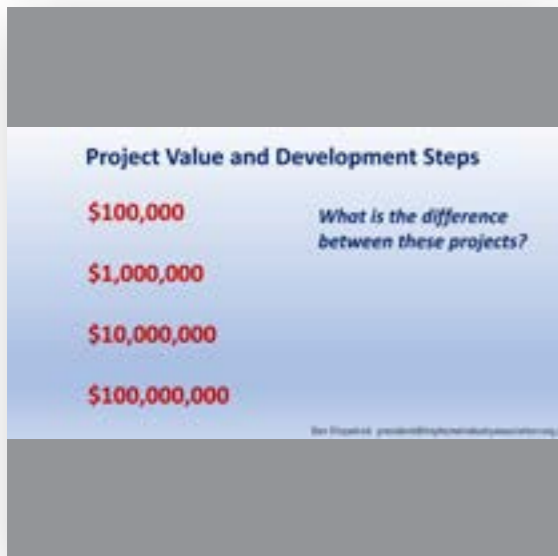 Project Value and Development Steps
$100,000
What is the difference
between these projects?
$1,000,000
$10,000,000
$100,000,000